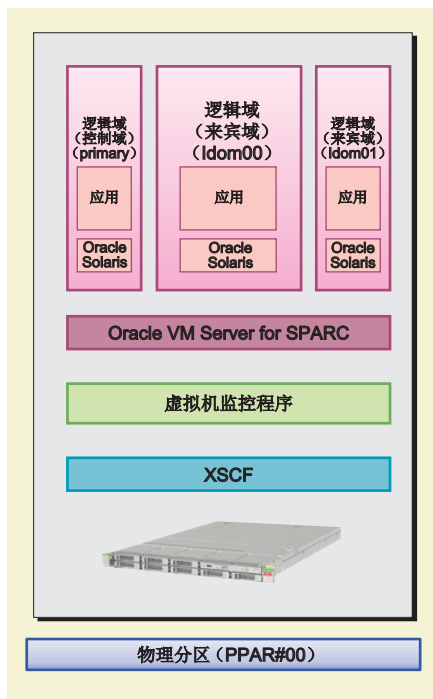 逻辑域
（控制域）
（primary）
应用
Oracle
Solaris
逻辑域
（来宾域）
（ldom00）
应用
Oracle
Solaris
逻辑域
（来宾域）
（ldom01）
应用
Oracle
Solaris
Oracle VM Server for SPARC
虚拟机监控程序
XSCF
物理分区（PPAR#00）